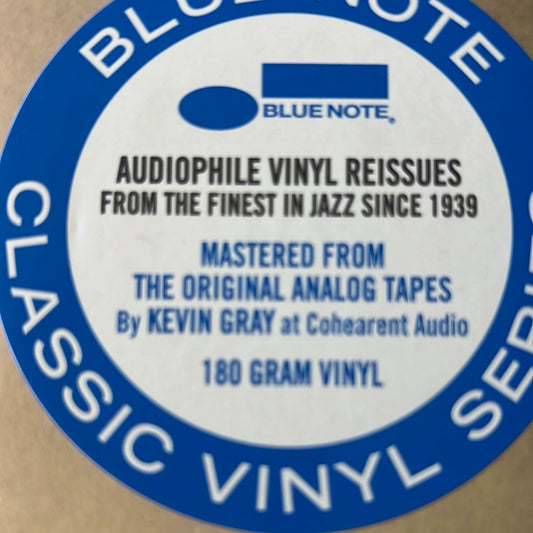 BLUE NOTE
CLASSIC VINYL SERIES
BLUE NOTE®
AUDIOPHILE VINYL REISSUES
FROM THE FINEST IN JAZZ SINCE 1939
MASTERED FROM
THE ORIGINAL ANALOG TAPES
By KEVIN GRAY at Cohearent Audio
180 GRAM VINYL